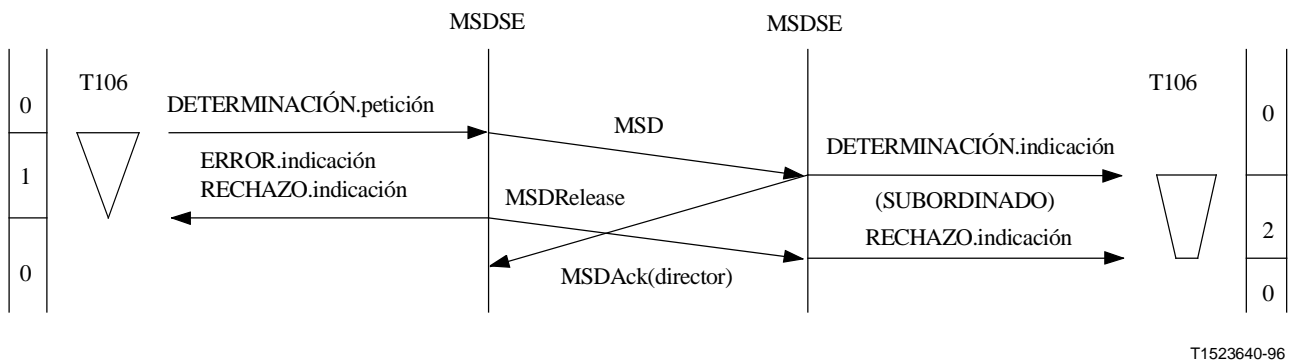 MSDSE
MSDSE
T106
T106
0
0
DETERMINACIÓN.petición
MSD
DETERMINACIÓN.indicación
1
ERROR.indicación
RECHAZO.indicación
MSDRelease
(SUBORDINADO)
RECHAZO.indicación
2
0
MSDAck(director)
0
T1523640-96